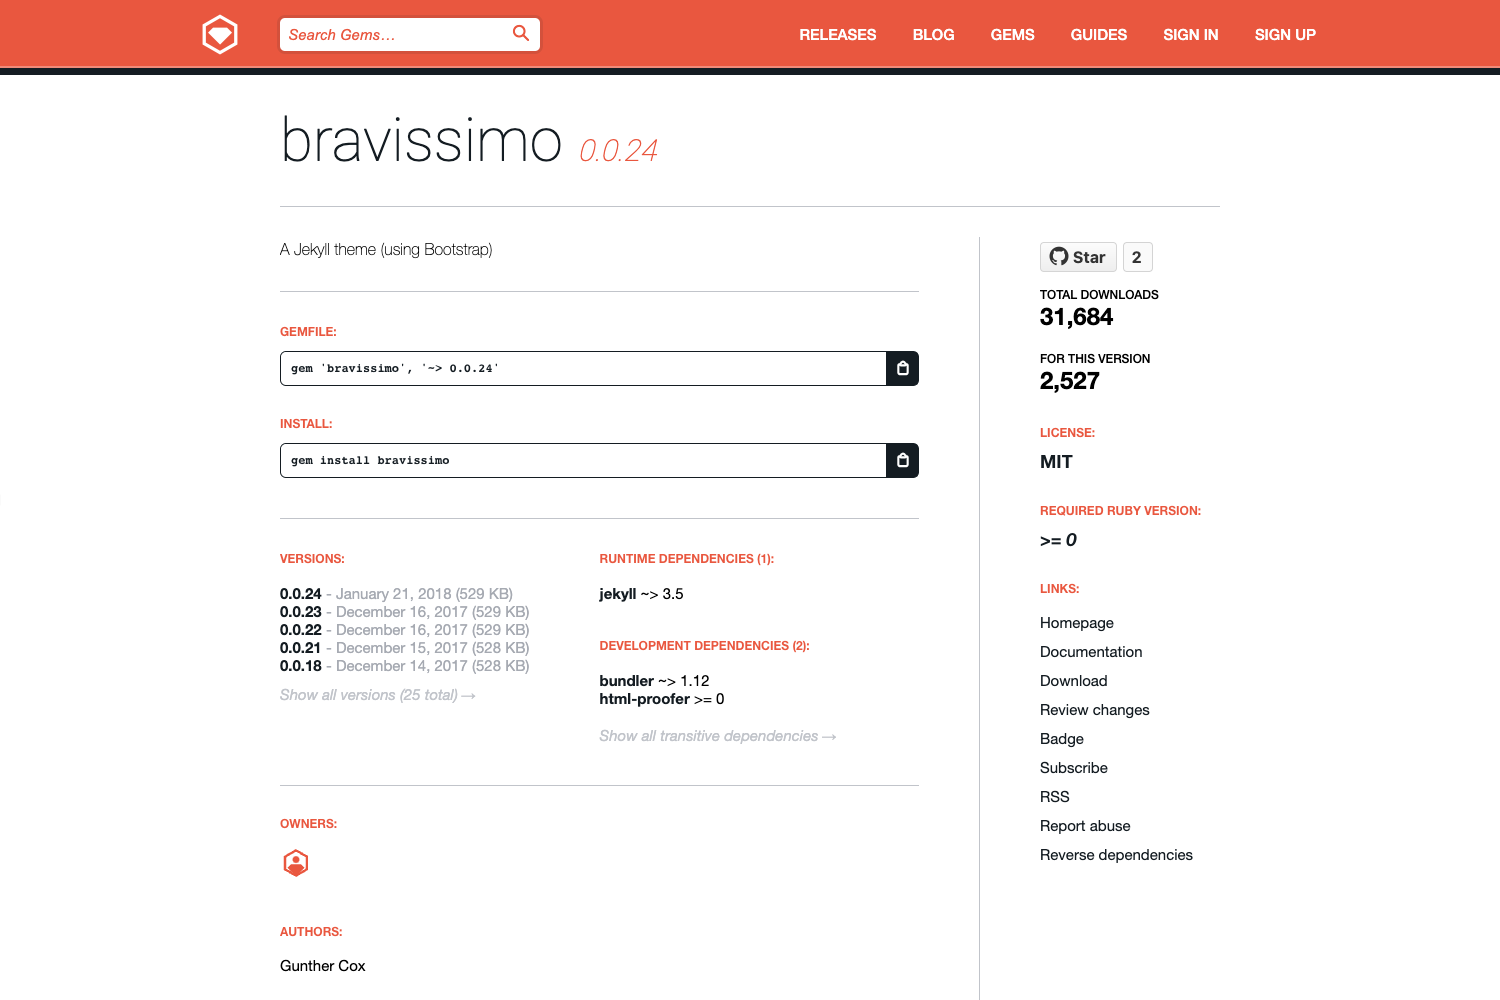 Search Gems…
RELEASES
BLOG
GEMS
GUIDES
SIGN IN
SIGN UP
bravissimo 0.0.24
A Jekyll theme (using Bootstrap)
GEMFILE:
gem 'bravissimo', '~> 0.0.24'
INSTALL:
gem install bravissimo
VERSIONS:
0.0.24 - January 21, 2018 (529 KB)
0.0.23 - December 16, 2017 (529 KB)
0.0.22 - December 16, 2017 (529 KB)
0.0.21 - December 15, 2017 (528 KB)
0.0.18 - December 14, 2017 (528 KB)
Show all versions (25 total) →
RUNTIME DEPENDENCIES (1):
jekyll ~> 3.5
DEVELOPMENT DEPENDENCIES (2):
bundler ~> 1.12
html-proofer >= 0
Show all transitive dependencies →
OWNERS:
AUTHORS:
Gunther Cox
Star 2
TOTAL DOWNLOADS
31,684
FOR THIS VERSION
2,527
LICENSE:
MIT
REQUIRED RUBY VERSION:
>= 0
LINKS:
Homepage
Documentation
Download
Review changes
Badge
Subscribe
RSS
Report abuse
Reverse dependencies